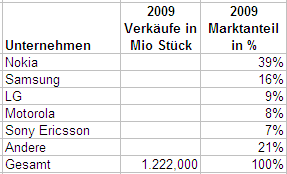 2009 2009
Verkäufe in Marktanteil
Unternehmen Mio Stück in %
Nokia 39%
Samsung 16%
LG 9%
Motorola 8%
Sony Ericsson 7%
Andere 21%
Gesamt 1.222,000 100%